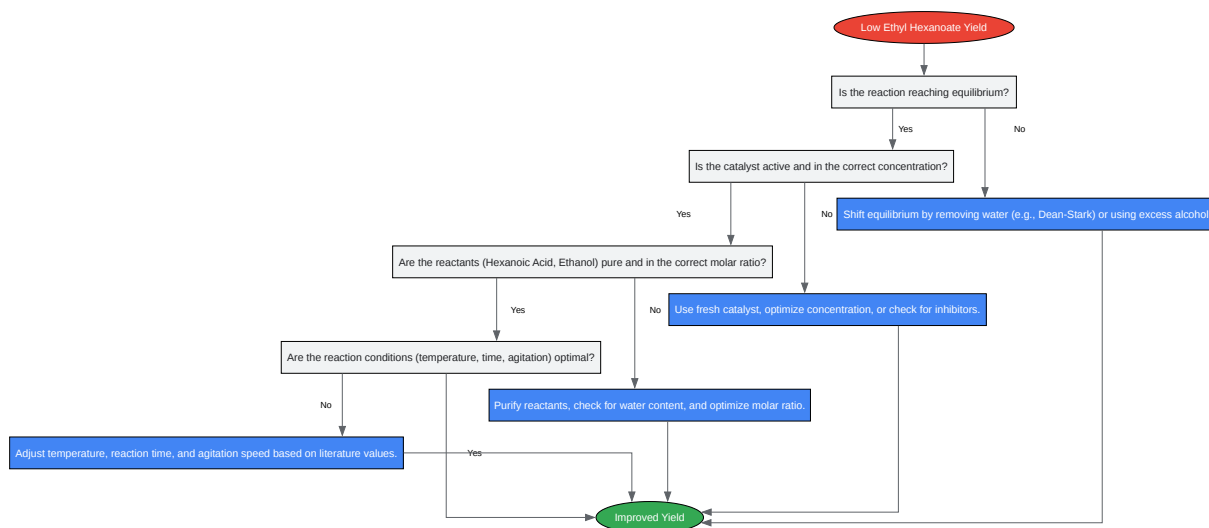 Low Ethyl Hexanoate Yield
Is the reaction reaching equilibrium?
Yes
No
Is the catalyst active and in the correct concentration?
Yes
No
Shift equilibrium by removing water (e.g., Dean-Stark) or using excess alcohol
Are the reactants (Hexanoic Acid, Ethanol) pure and in the correct molar ratio?
Yes
No
Use fresh catalyst, optimize concentration, or check for inhibitors.
Are the reaction conditions (temperature, time, agitation) optimal?
No
Purify reactants, check for water content, and optimize molar ratio.
Adjust temperature, reaction time, and agitation speed based on literature values.
Yes
Improved Yield